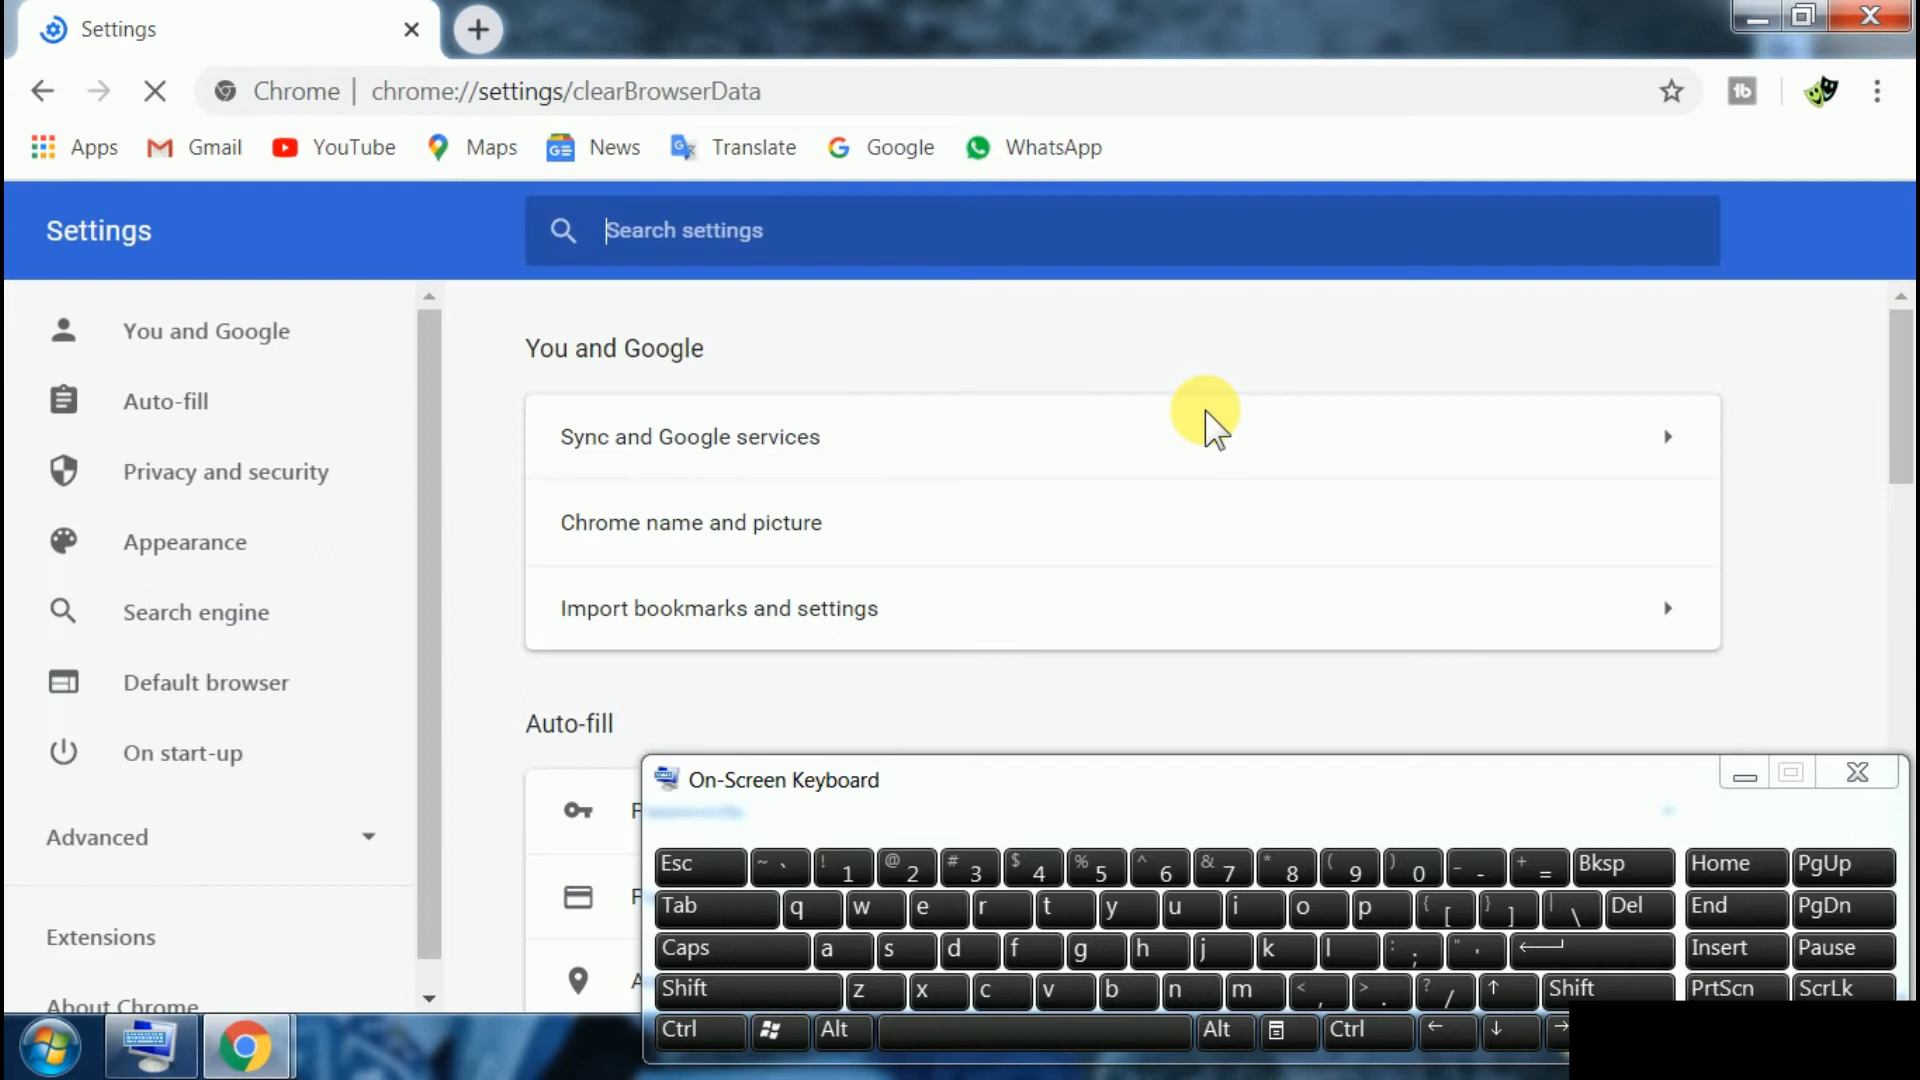 Settings
Chrome | chrome://settings/clearBrowserData
Apps Gmail YouTube Maps News Translate Google WhatsApp
Settings
Search settings
You and Google
Auto-fill
Privacy and security
Appearance
Search engine
Default browser
On start-up
Advanced
Extensions
About Chrome
You and Google
Sync and Google services
Chrome name and picture
Import bookmarks and settings
Auto-fill
On-Screen Keyboard
Esc ~ ` ! 1 @ 2 # 3 $ 4 % 5 ^ 6 & 7 * 8 ( 9 ) 0 _ - + = Bksp Home PgUp
Tab q w e r t y u i o p { [ } ] | \ Del End PgDn
Caps a s d f g h j k l : ; " ' Insert Pause
Shift z x c v b n m < , > . ? / ↑ Shift PrtScn ScrLk
Ctrl Alt Alt Ctrl ← ↓ →